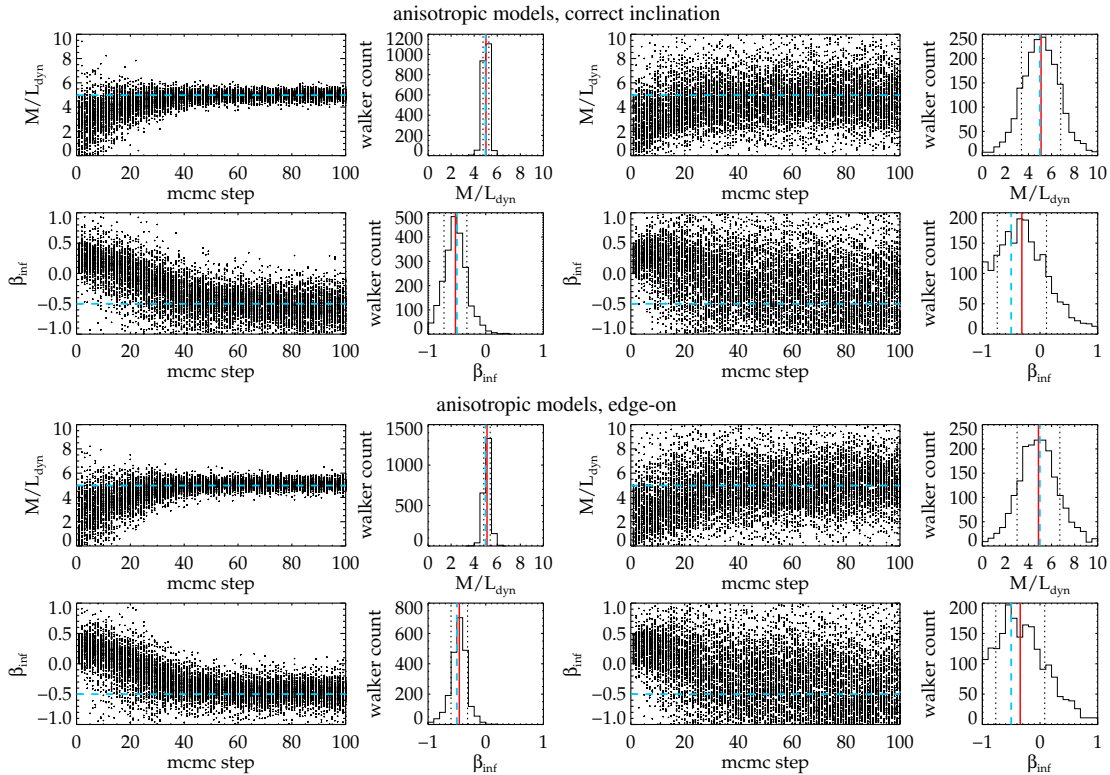 anisotropic models, correct inclination
10
8
6
4
2
0
M/L_dyn
0 20 40 60 80 100
mcmc step
1200
1000
800
600
400
200
0
walker count
0 2 4 6 8 10
M/L_dyn
10
8
6
4
2
0
M/L_dyn
0 20 40 60 80 100
mcmc step
250
200
150
100
50
0
walker count
0 2 4 6 8 10
M/L_dyn
1.0
0.5
0.0
−0.5
−1.0
β_inf
0 20 40 60 80 100
mcmc step
500
400
300
200
100
0
walker count
−1 0 1
β_inf
1.0
0.5
0.0
−0.5
−1.0
β_inf
0 20 40 60 80 100
mcmc step
200
150
100
50
0
walker count
−1 0 1
β_inf
anisotropic models, edge-on
10
8
6
4
2
0
M/L_dyn
0 20 40 60 80 100
mcmc step
1500
1000
500
0
walker count
0 2 4 6 8 10
M/L_dyn
10
8
6
4
2
0
M/L_dyn
0 20 40 60 80 100
mcmc step
250
200
150
100
50
0
walker count
0 2 4 6 8 10
M/L_dyn
1.0
0.5
0.0
−0.5
−1.0
β_inf
0 20 40 60 80 100
mcmc step
800
600
400
200
0
walker count
−1 0 1
β_inf
1.0
0.5
0.0
−0.5
−1.0
β_inf
0 20 40 60 80 100
mcmc step
200
150
100
50
0
walker count
−1 0 1
β_inf